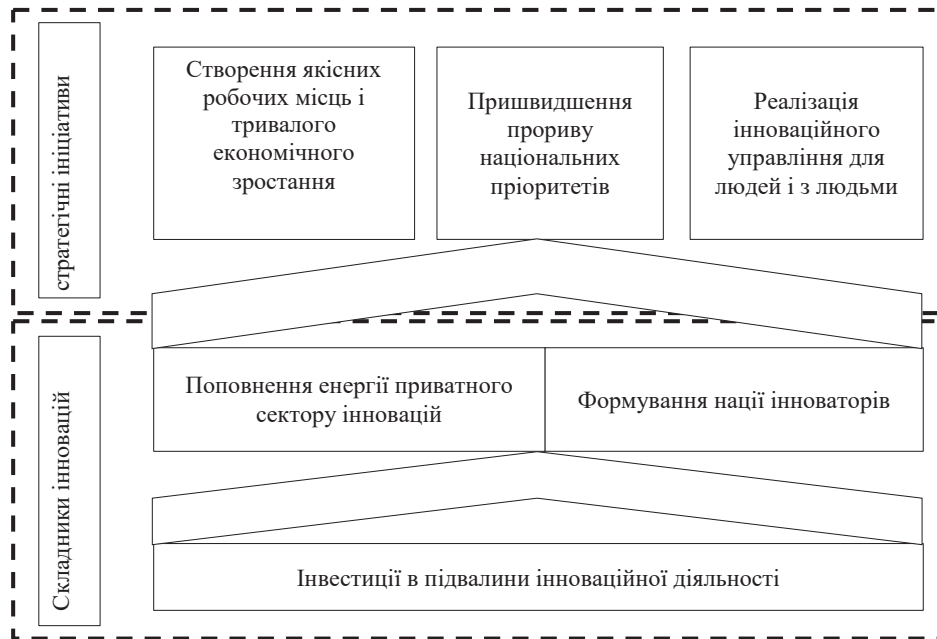 стратегічні ініціативи
Створення якісних
робочих місць і
тривалого
економічного
зростання
Пришвидшення
прориву
національних
пріоритетів
Реалізація
інноваційного
управління для
людей і з людьми
Складники інновацій
Поповнення енергії приватного
сектору інновацій
Формування нації інноваторів
Інвестиції в підвалини інноваційної діяльності